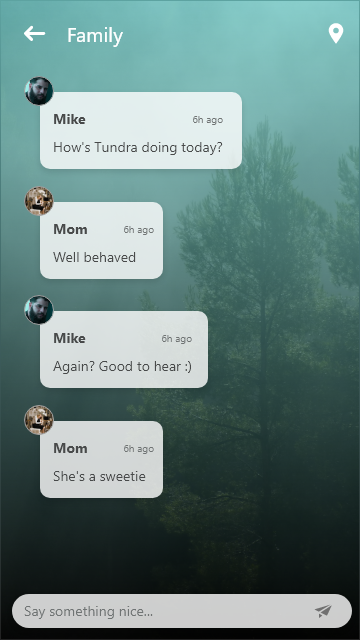 Family
Mike 6h ago
How's Tundra doing today?
Mom 6h ago
Well behaved
Mike 6h ago
Again? Good to hear :)
Mom 6h ago
She's a sweetie
Say something nice...